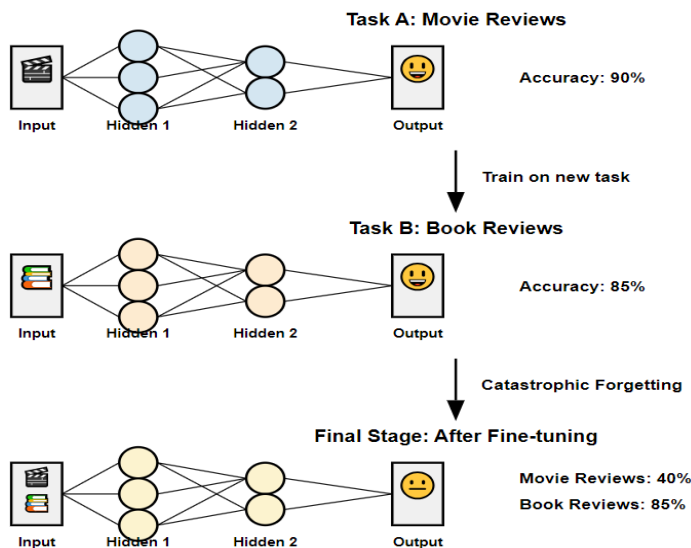 Task A: Movie Reviews
Accuracy: 90%
Input
Hidden 1
Hidden 2
Output
Train on new task
Task B: Book Reviews
Accuracy: 85%
Input
Hidden 1
Hidden 2
Output
Catastrophic Forgetting
Final Stage: After Fine-tuning
Movie Reviews: 40%
Book Reviews: 85%
Input
Hidden 1
Hidden 2
Output